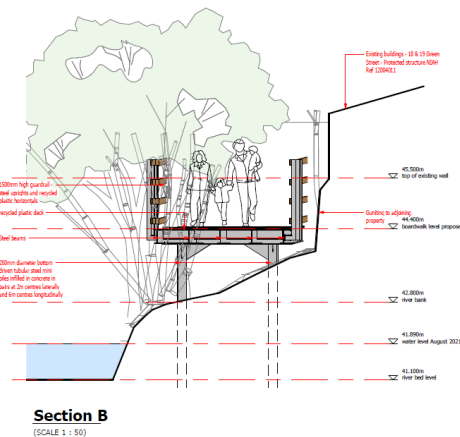 Existing buildings - 18 & 19 Green
Street - Protected structure NIAH
Ref 12004011
45.500m
top of existing wall
1500mm high guardrail -
steel uprights and recycled
plastic horizontals
recycled plastic deck
Guniting to adjoining
property
44.400m
boardwalk level propose
Steel beams
200mm diameter bottom
driven tubular steel mini
piles infilled in concrete in
pairs at 2m centres laterally
and 6m centres longitudinally
42.800m
river bank
41.890m
water level August 2021
41.100m
river bed level
Section B
(SCALE 1 : 50)